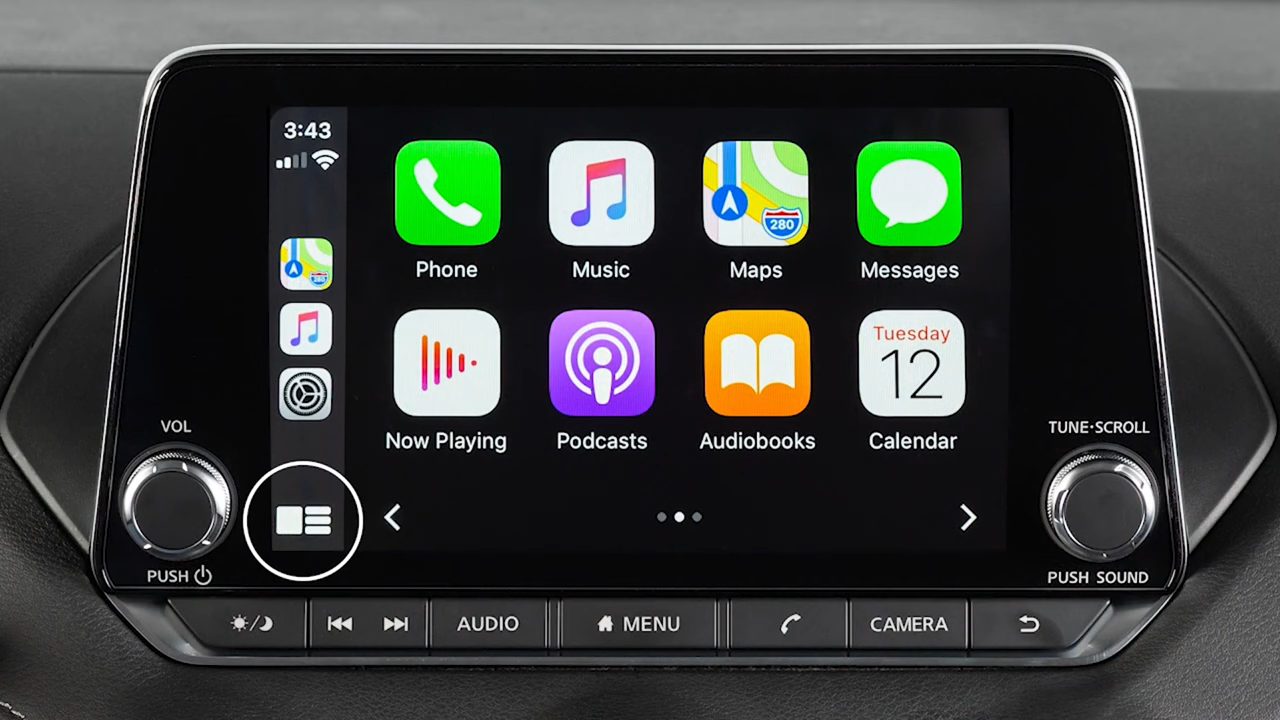 3:43
280
Phone
Music
Maps
Messages
Tuesday
12
Now Playing
Podcasts
Audiobooks
Calendar
VOL
PUSH
TUNE·SCROLL
PUSH SOUND
AUDIO
MENU
CAMERA